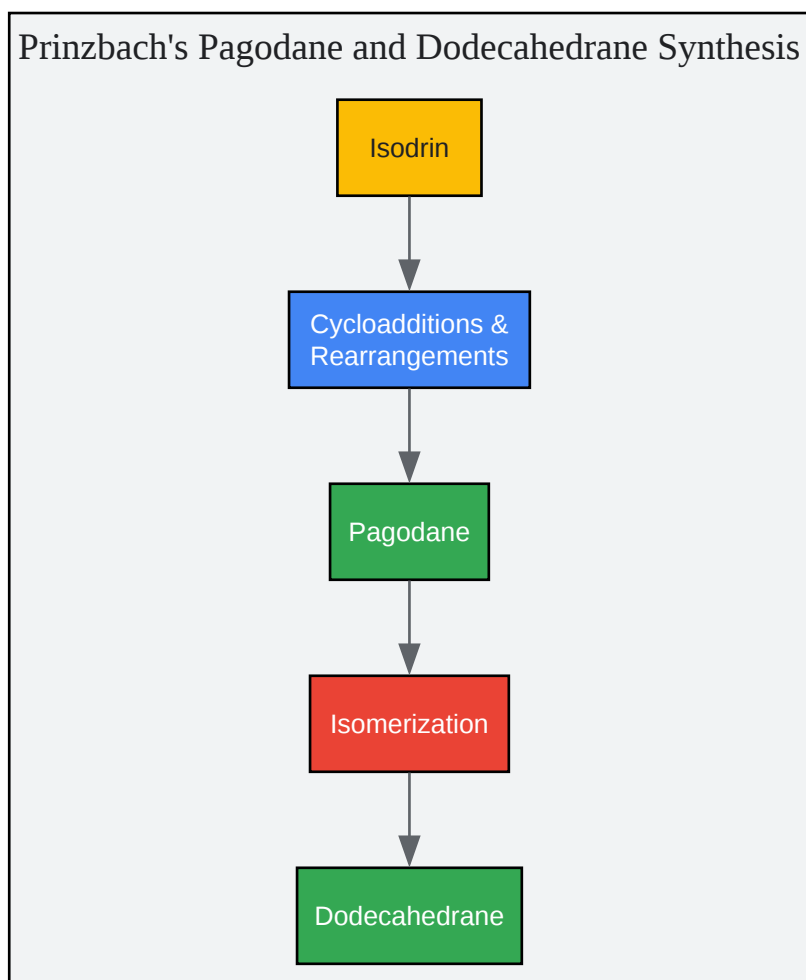 Prinzbach's Pagodane and Dodecahedrane Synthesis
Isodrin
Cycloadditions &
Rearrangements
Pagodane
Isomerization
Dodecahedrane